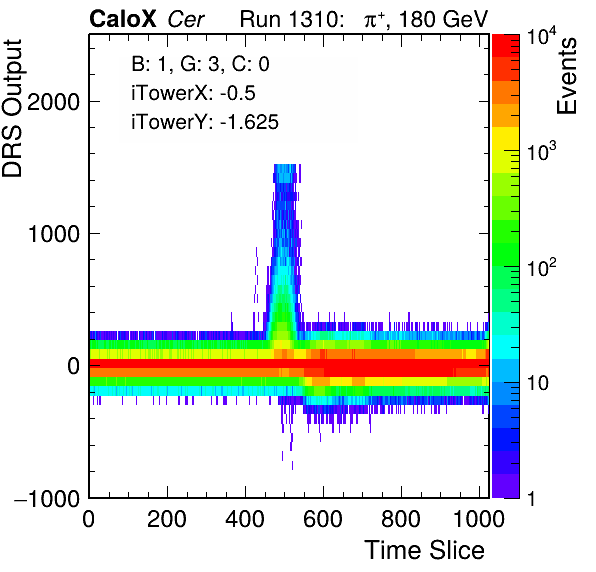 CaloX Cer Run 1310: π⁺, 180 GeV
B: 1, G: 3, C: 0
iTowerX: -0.5
iTowerY: -1.625
DRS Output
2000
1000
0
−1000
0 200 400 600 800 1000
Time Slice
10⁴
10³
10²
10
1
Events